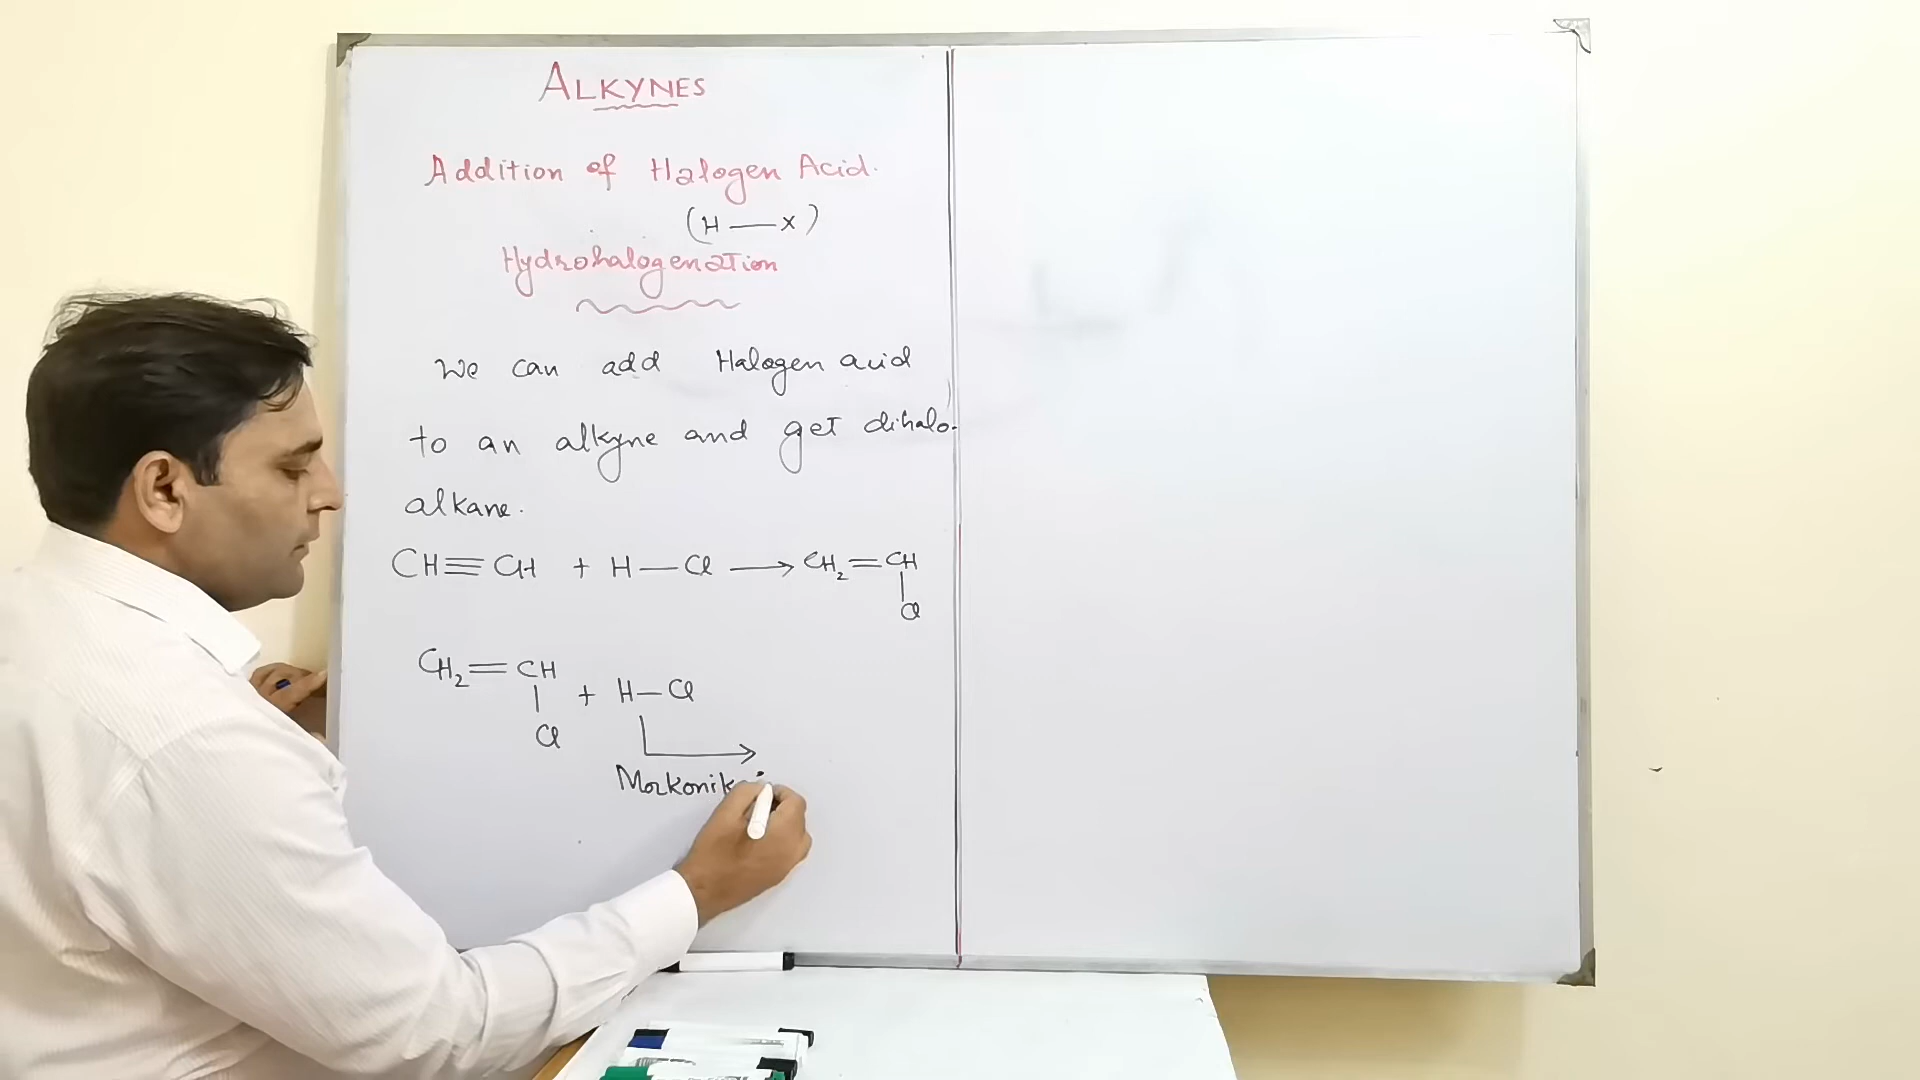 ALKYNES
Addition of Halogen Acid.
(H—X)
Hydrohalogenation
We can add Halogen acid
to an alkyne and get dihalo-
alkane.
CH≡CH + H—Cl ⟶ CH₂=CH
|
Cl
CH₂=CH
| + H—Cl
Cl
Markonik